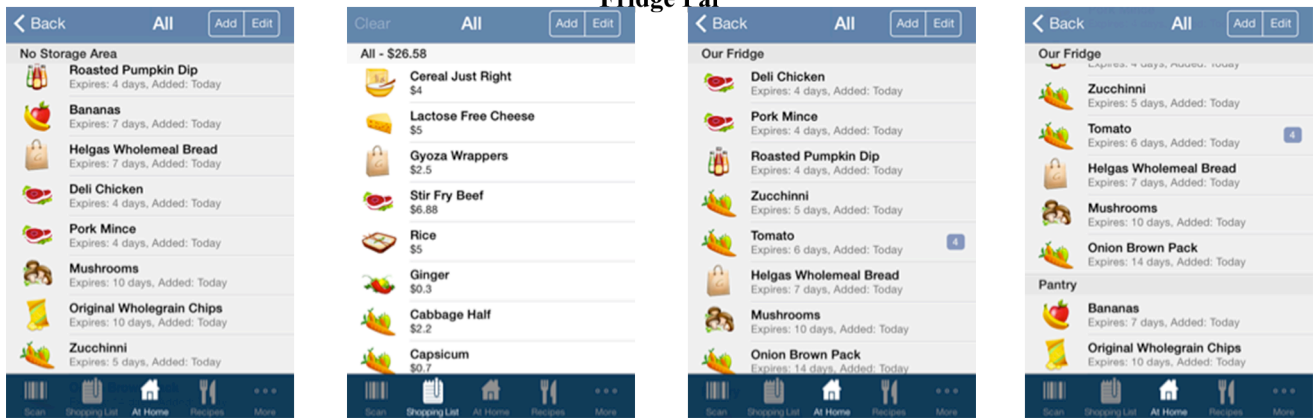 Fridge Pal
Back All Add Edit
No Storage Area
Roasted Pumpkin Dip
Expires: 4 days, Added: Today
Bananas
Expires: 7 days, Added: Today
Helgas Wholemeal Bread
Expires: 7 days, Added: Today
Deli Chicken
Expires: 4 days, Added: Today
Pork Mince
Expires: 4 days, Added: Today
Mushrooms
Expires: 10 days, Added: Today
Original Wholegrain Chips
Expires: 10 days, Added: Today
Zucchinni
Expires: 5 days, Added: Today
Scan Shopping List At Home Recipes More
Clear All Add Edit
All - $26.58
Cereal Just Right
$4
Lactose Free Cheese
$5
Gyoza Wrappers
$2.5
Stir Fry Beef
$6.88
Rice
$5
Ginger
$0.3
Cabbage Half
$2.2
Capsicum
$0.7
Scan Shopping List At Home Recipes More
Back All Add Edit
Our Fridge
Deli Chicken
Expires: 4 days, Added: Today
Pork Mince
Expires: 4 days, Added: Today
Roasted Pumpkin Dip
Expires: 4 days, Added: Today
Zucchinni
Expires: 5 days, Added: Today
Tomato
Expires: 6 days, Added: Today 4
Helgas Wholemeal Bread
Expires: 7 days, Added: Today
Mushrooms
Expires: 10 days, Added: Today
Onion Brown Pack
Expires: 14 days, Added: Today
Scan Shopping List At Home Recipes More
Back All Add Edit
Our Fridge
Expires: 4 days, Added: Today
Zucchinni
Expires: 5 days, Added: Today
Tomato
Expires: 6 days, Added: Today 4
Helgas Wholemeal Bread
Expires: 7 days, Added: Today
Mushrooms
Expires: 10 days, Added: Today
Onion Brown Pack
Expires: 14 days, Added: Today
Pantry
Bananas
Expires: 7 days, Added: Today
Original Wholegrain Chips
Expires: 10 days, Added: Today
Scan Shopping List At Home Recipes More